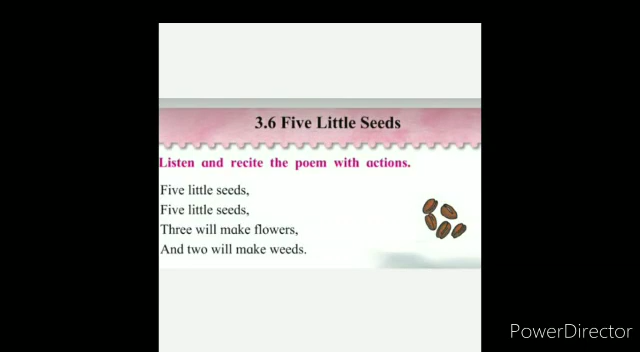 3.6 Five Little Seeds
Listen and recite the poem with actions.
Five little seeds,
Five little seeds,
Three will make flowers,
And two will make weeds.
PowerDirector